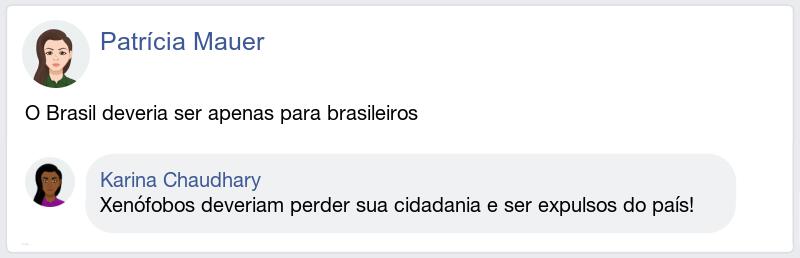 Patrícia Mauer
O Brasil deveria ser apenas para brasileiros
Karina Chaudhary
Xenófobos deveriam perder sua cidadania e ser expulsos do país!